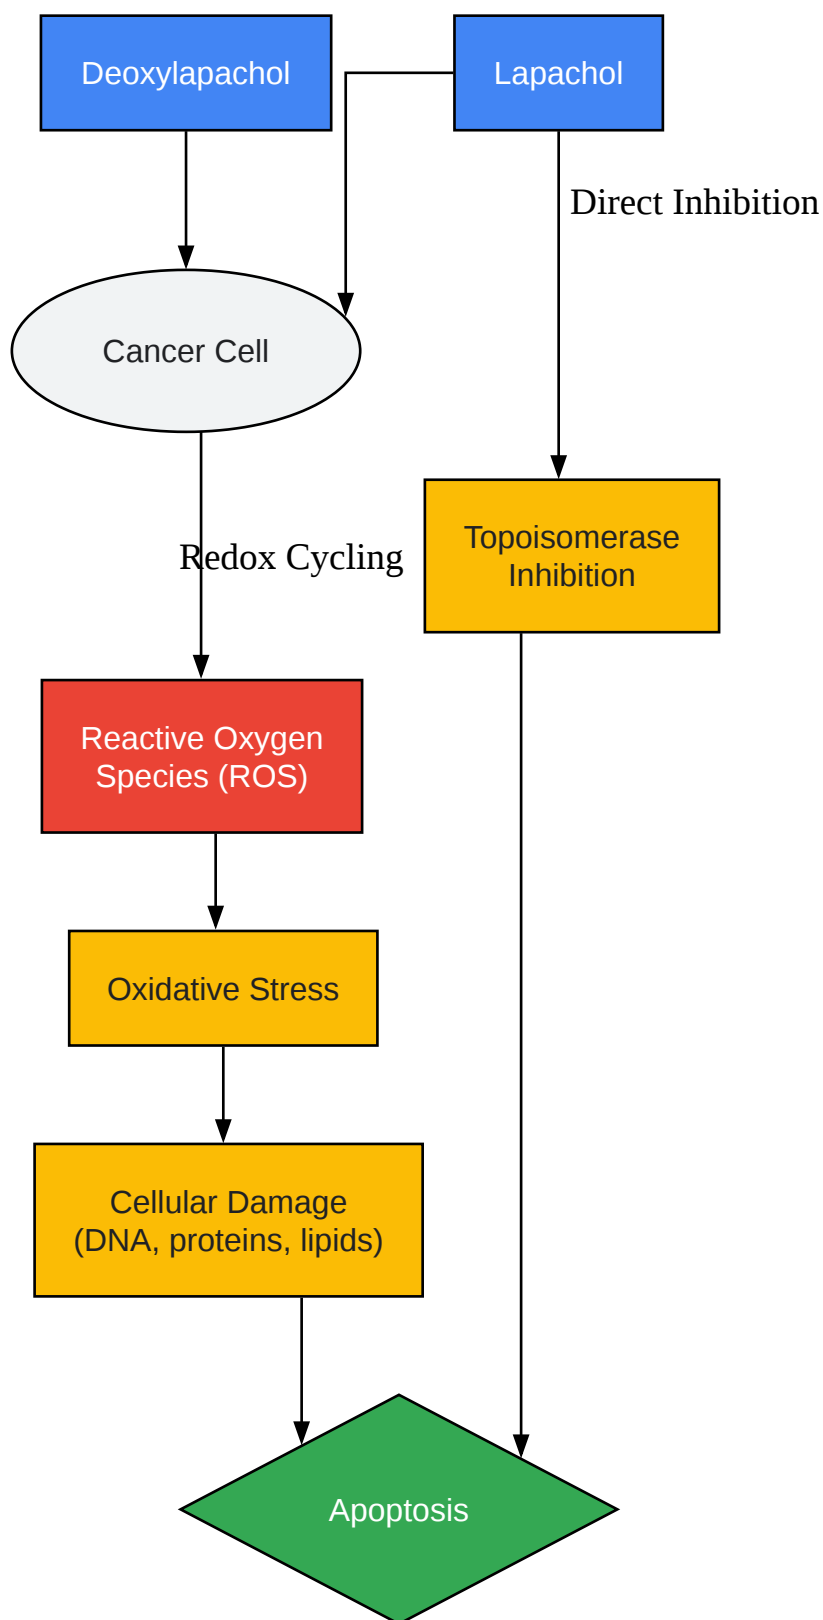 Deoxylapachol
Lapachol
Direct Inhibition
Cancer Cell
Topoisomerase
Inhibition
Redox Cycling
Reactive Oxygen
Species (ROS)
Oxidative Stress
Cellular Damage
(DNA, proteins, lipids)
Apoptosis